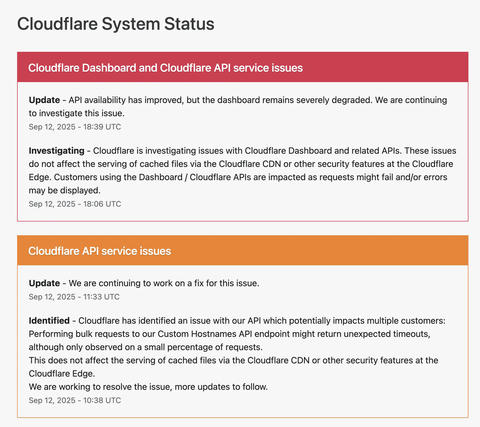 Cloudflare System Status
Cloudflare Dashboard and Cloudflare API service issues
Update - API availability has improved, but the dashboard remains severely degraded. We are continuing
to investigate this issue.
Sep 12, 2025 - 18:39 UTC
Investigating - Cloudflare is investigating issues with Cloudflare Dashboard and related APIs. These issues
do not affect the serving of cached files via the Cloudflare CDN or other security features at the Cloudflare
Edge. Customers using the Dashboard / Cloudflare APIs are impacted as requests might fail and/or errors
may be displayed.
Sep 12, 2025 - 18:06 UTC
Cloudflare API service issues
Update - We are continuing to work on a fix for this issue.
Sep 12, 2025 - 11:33 UTC
Identified - Cloudflare has identified an issue with our API which potentially impacts multiple customers:
Performing bulk requests to our Custom Hostnames API endpoint might return unexpected timeouts,
although only observed on a small percentage of requests.
This does not affect the serving of cached files via the Cloudflare CDN or other security features at the
Cloudflare Edge.
We are working to resolve the issue, more updates to follow.
Sep 12, 2025 - 10:38 UTC